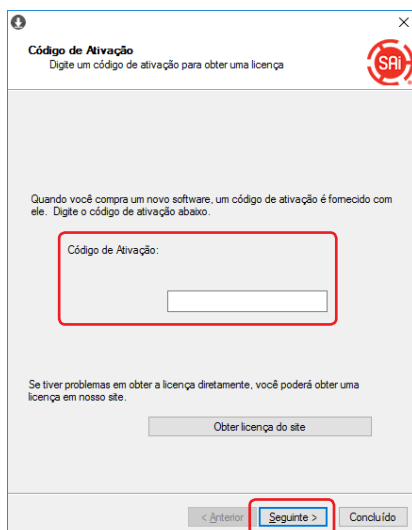 Código de Ativação
Digite um código de ativação para obter uma licença
SAi
Quando você compra um novo software, um código de ativação é fornecido com
ele. Digite o código de ativação abaixo.
Código de Ativação:
Se tiver problemas em obter a licença diretamente, você poderá obter uma
licença em nosso site.
Obter licença do site
< Anterior
Seguinte >
Concluído